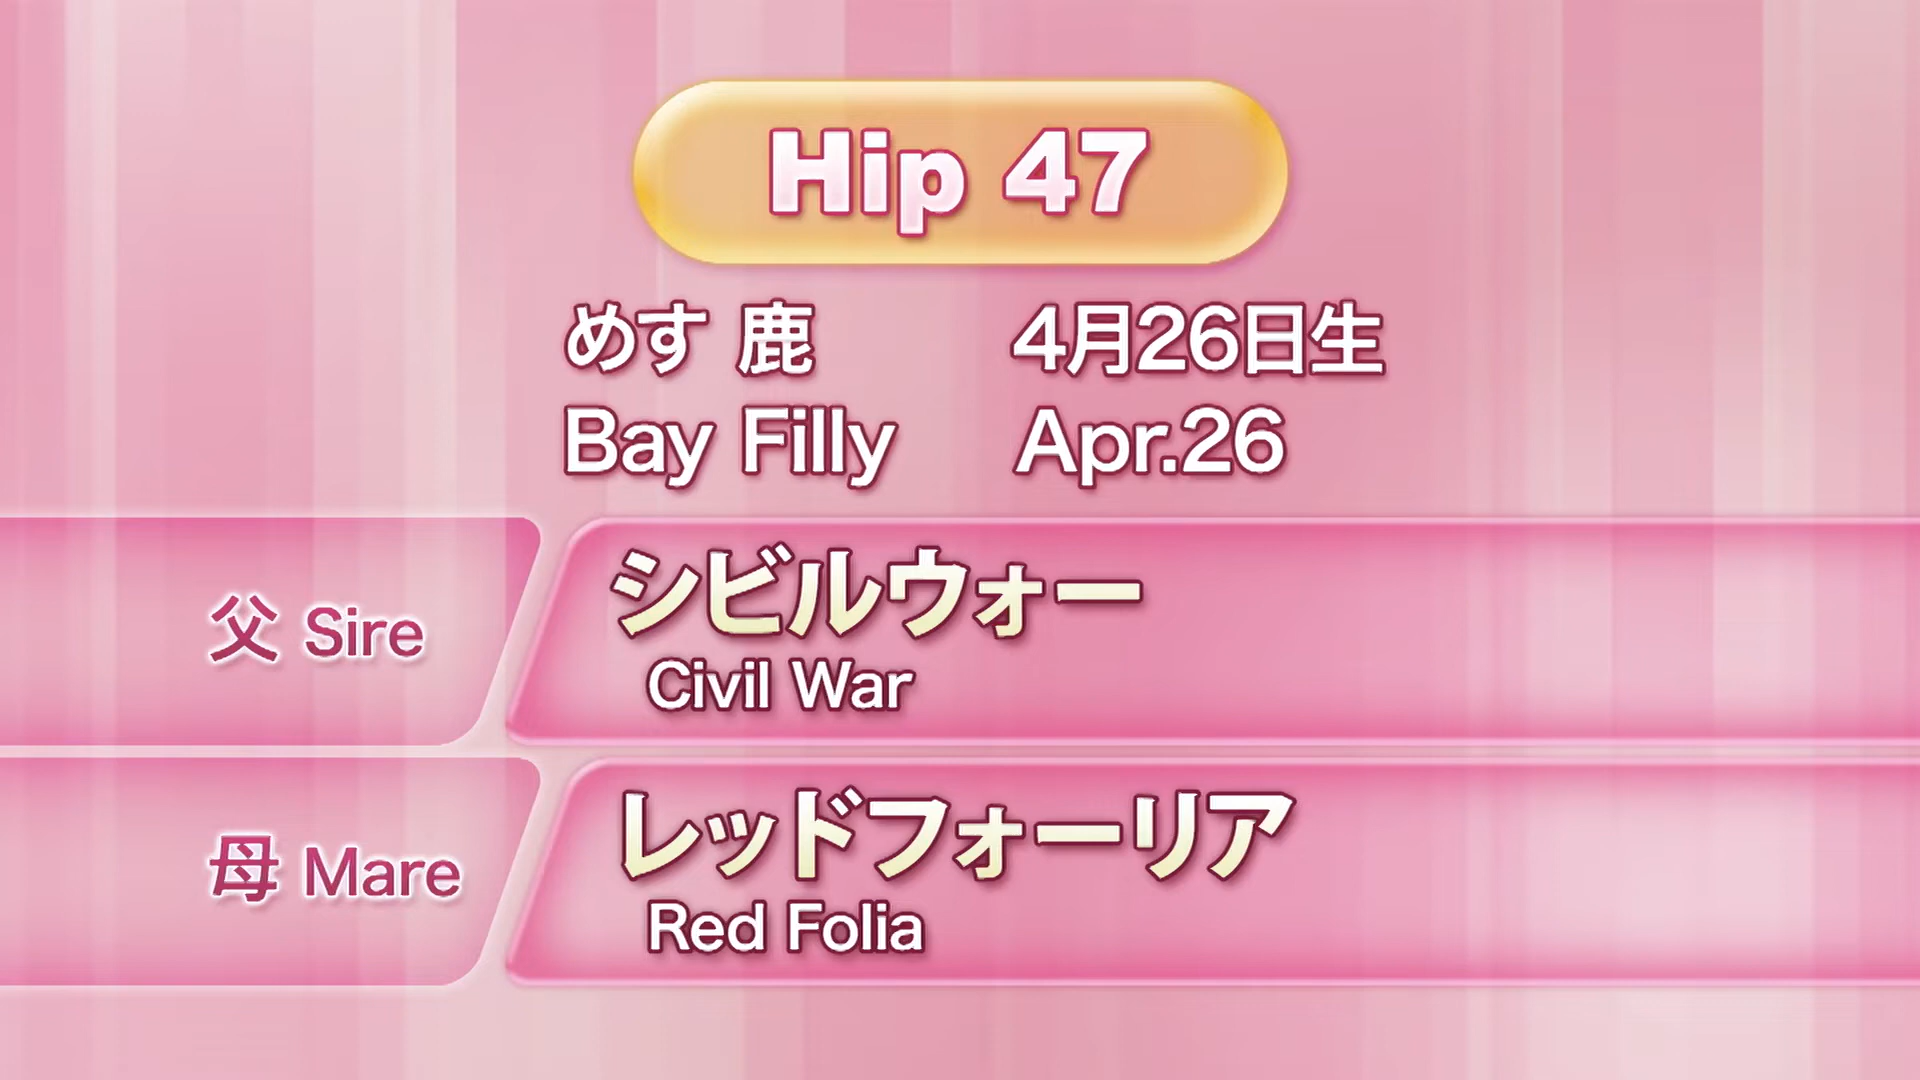 Hip 47
めす 鹿 4月26日生
Bay Filly Apr.26
父 Sire
シビルウォー
Civil War
母 Mare
レッドフォーリア
Red Folia